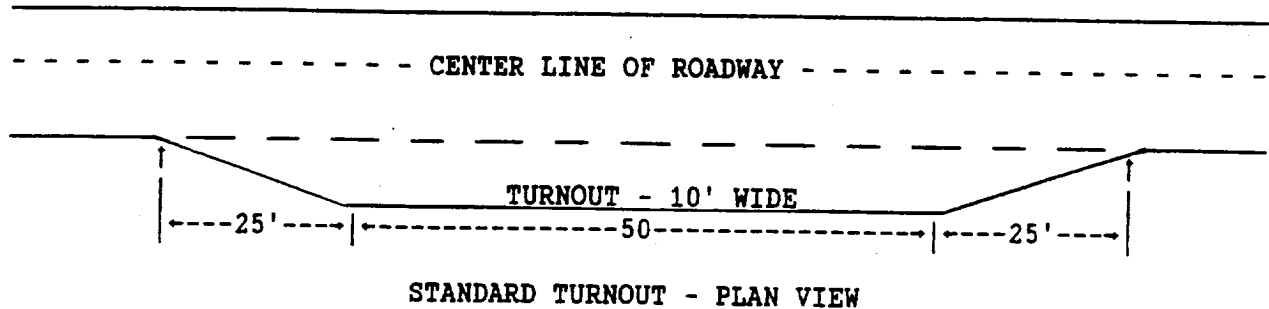 CENTER LINE OF ROADWAY
TURNOUT - 10' WIDE
25' 50 25'
STANDARD TURNOUT - PLAN VIEW